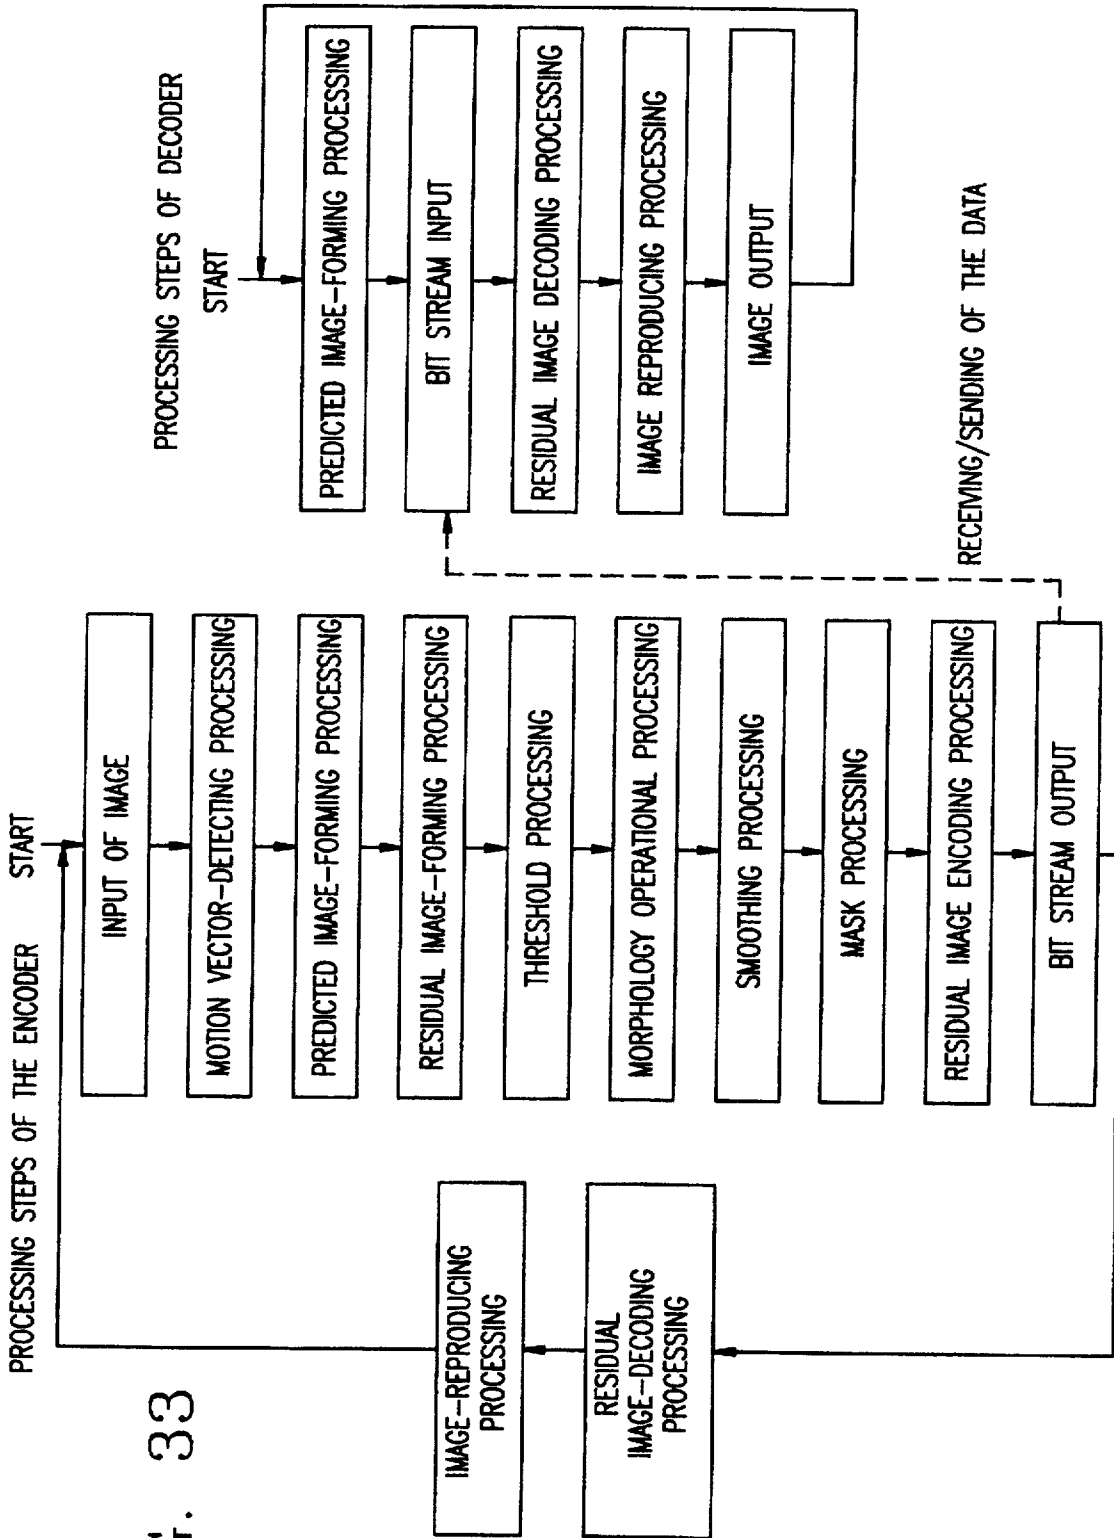 PROCESSING STEPS OF THE ENCODER
START
INPUT OF IMAGE
MOTION VECTOR-DETECTING PROCESSING
PREDICTED IMAGE-FORMING PROCESSING
RESIDUAL IMAGE-FORMING PROCESSING
THRESHOLD PROCESSING
MORPHOLOGY OPERATIONAL PROCESSING
SMOOTHING PROCESSING
MASK PROCESSING
RESIDUAL IMAGE ENCODING PROCESSING
BIT STREAM OUTPUT
RESIDUAL
IMAGE-DECODING
PROCESSING
IMAGE-REPRODUCING
PROCESSING
RECEIVING/SENDING OF THE DATA
PROCESSING STEPS OF DECODER
START
PREDICTED IMAGE-FORMING PROCESSING
BIT STREAM INPUT
RESIDUAL IMAGE DECODING PROCESSING
IMAGE REPRODUCING PROCESSING
IMAGE OUTPUT
33